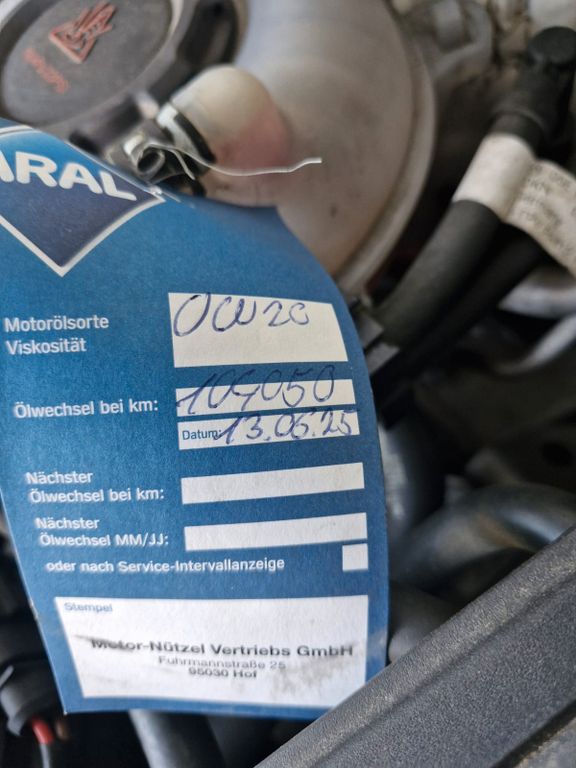 ARAL
Motorölsorte
Viskosität
0W20
Ölwechsel bei km:
104050
Datum: 13.06.25
Nächster
Ölwechsel bei km:
Nächster
Ölwechsel MM/JJ:
oder nach Service-Intervallanzeige
Stempel
Motor-Nützel Vertriebs GmbH
Fuhrmannstraße 25
95030 Hof